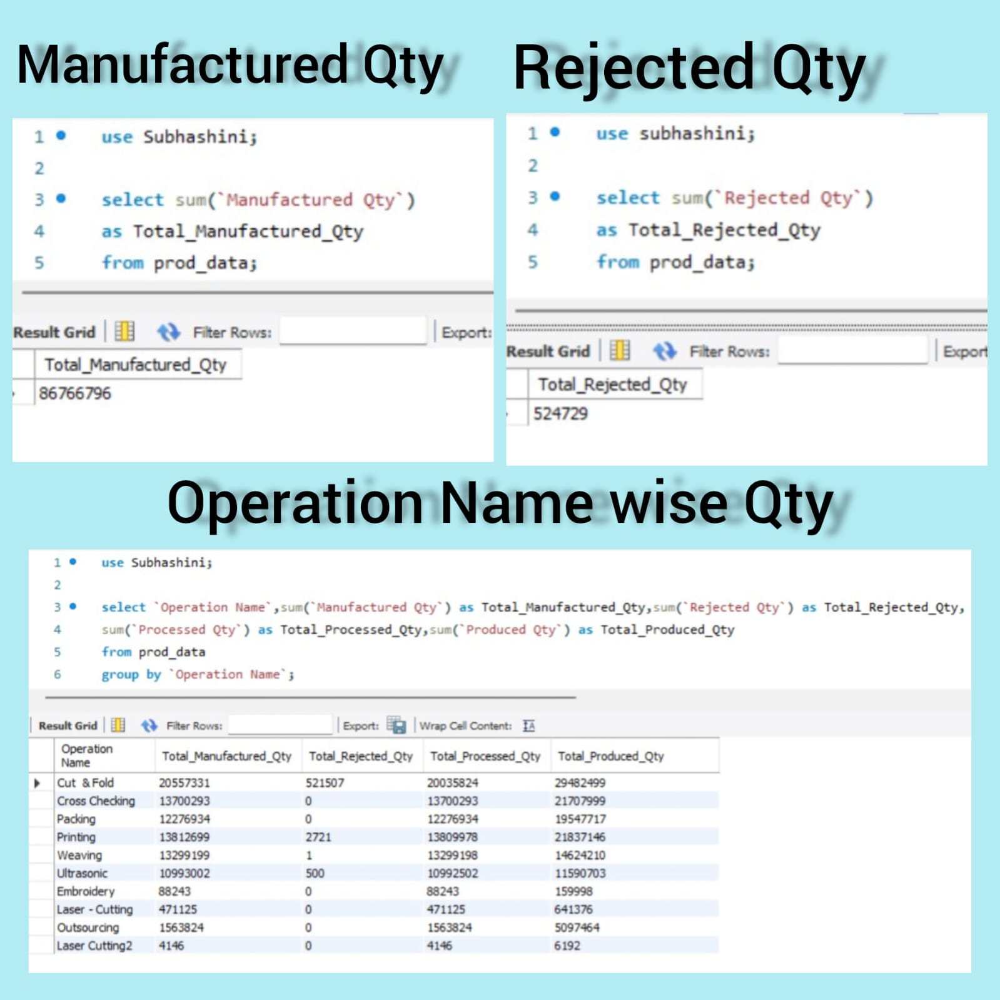 Manufactured Qty
1 use Subhashini;
2
3 select sum(`Manufactured Qty`)
4 as Total_Manufactured_Qty
5 from prod_data;
Result Grid Filter Rows: Export:
Total_Manufactured_Qty
86766796
Rejected Qty
1 use subhashini;
2
3 select sum(`Rejected Qty`)
4 as Total_Rejected_Qty
5 from prod_data;
Result Grid Filter Rows: Export
Total_Rejected_Qty
524729
Operation Name wise Qty
1 use Subhashini;
2
3 select `Operation Name`,sum(`Manufactured Qty`) as Total_Manufactured_Qty,sum(`Rejected Qty`) as Total_Rejected_Qty,
4 sum(`Processed Qty`) as Total_Processed_Qty,sum(`Produced Qty`) as Total_Produced_Qty
5 from prod_data
6 group by `Operation Name`;
Result Grid Filter Rows: Export: Wrap Cell Content: IA
Operation
Name Total_Manufactured_Qty Total_Rejected_Qty Total_Processed_Qty Total_Produced_Qty
Cut & Fold 20557331 521507 20035824 29482499
Cross Checking 13700293 0 13700293 21707999
Packing 12276934 0 12276934 19547717
Printing 13812699 2721 13809978 21837146
Weaving 13299199 1 13299198 14624210
Ultrasonic 10993002 500 10992502 11590703
Embroidery 88243 0 88243 159998
Laser - Cutting 471125 0 471125 641376
Outsourcing 1563824 0 1563824 5097464
Laser Cutting2 4146 0 4146 6192